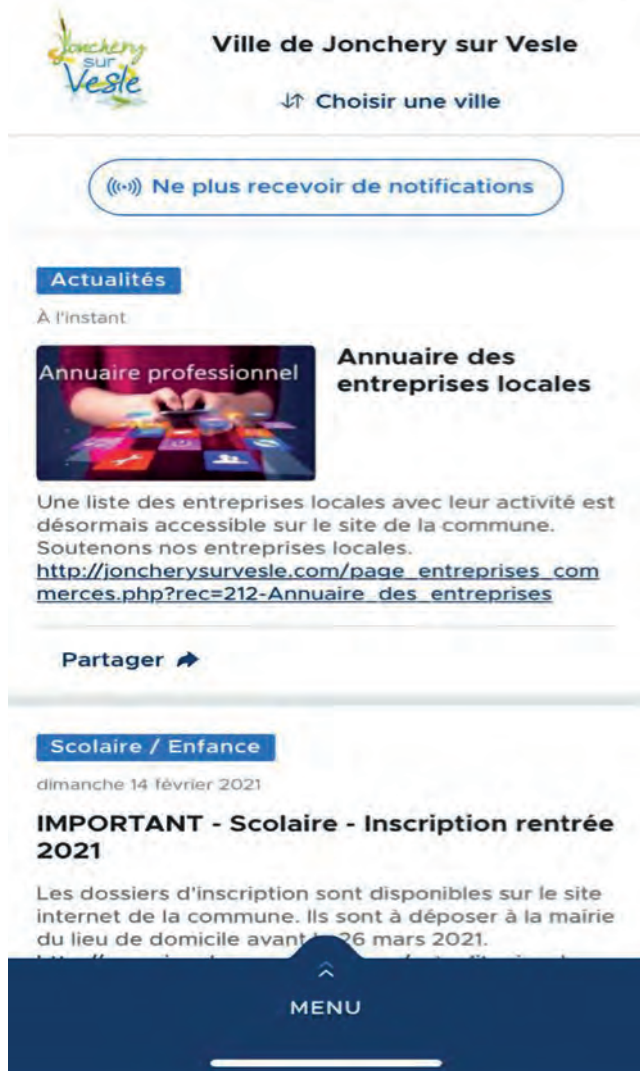 Jonchery
sur
Vesle
Ville de Jonchery sur Vesle
Choisir une ville
Ne plus recevoir de notifications
Actualités
À l'instant
Annuaire professionnel
Annuaire des
entreprises locales
Une liste des entreprises locales avec leur activité est
désormais accessible sur le site de la commune.
Soutenons nos entreprises locales.
http://joncherysurvesle.com/page_entreprises_com
merces.php?rec=212-Annuaire_des_entreprises
Partager
Scolaire / Enfance
dimanche 14 février 2021
IMPORTANT - Scolaire - Inscription rentrée
2021
Les dossiers d'inscription sont disponibles sur le site
internet de la commune. Ils sont à déposer à la mairie
du lieu de domicile avant 26 mars 2021.
MENU